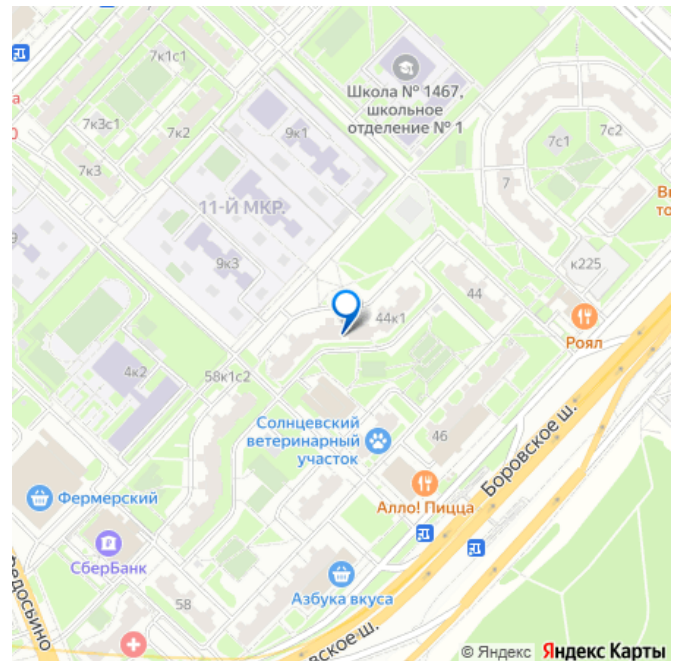 7к1с1
Школа № 1467,
школьное
отделение № 1
7к3с1
7к2
9к1
7с1
7с2
7к3
7
11-Й МКР.
9к3
к225
44
44к1
Роял
4к2
58к1с2
Солнцевский
ветеринарный
участок
46
Боровское ш.
Фермерский
Алло! Пицца
СберБанк
Азбука вкуса
58
© Яндекс Яндекс Карты